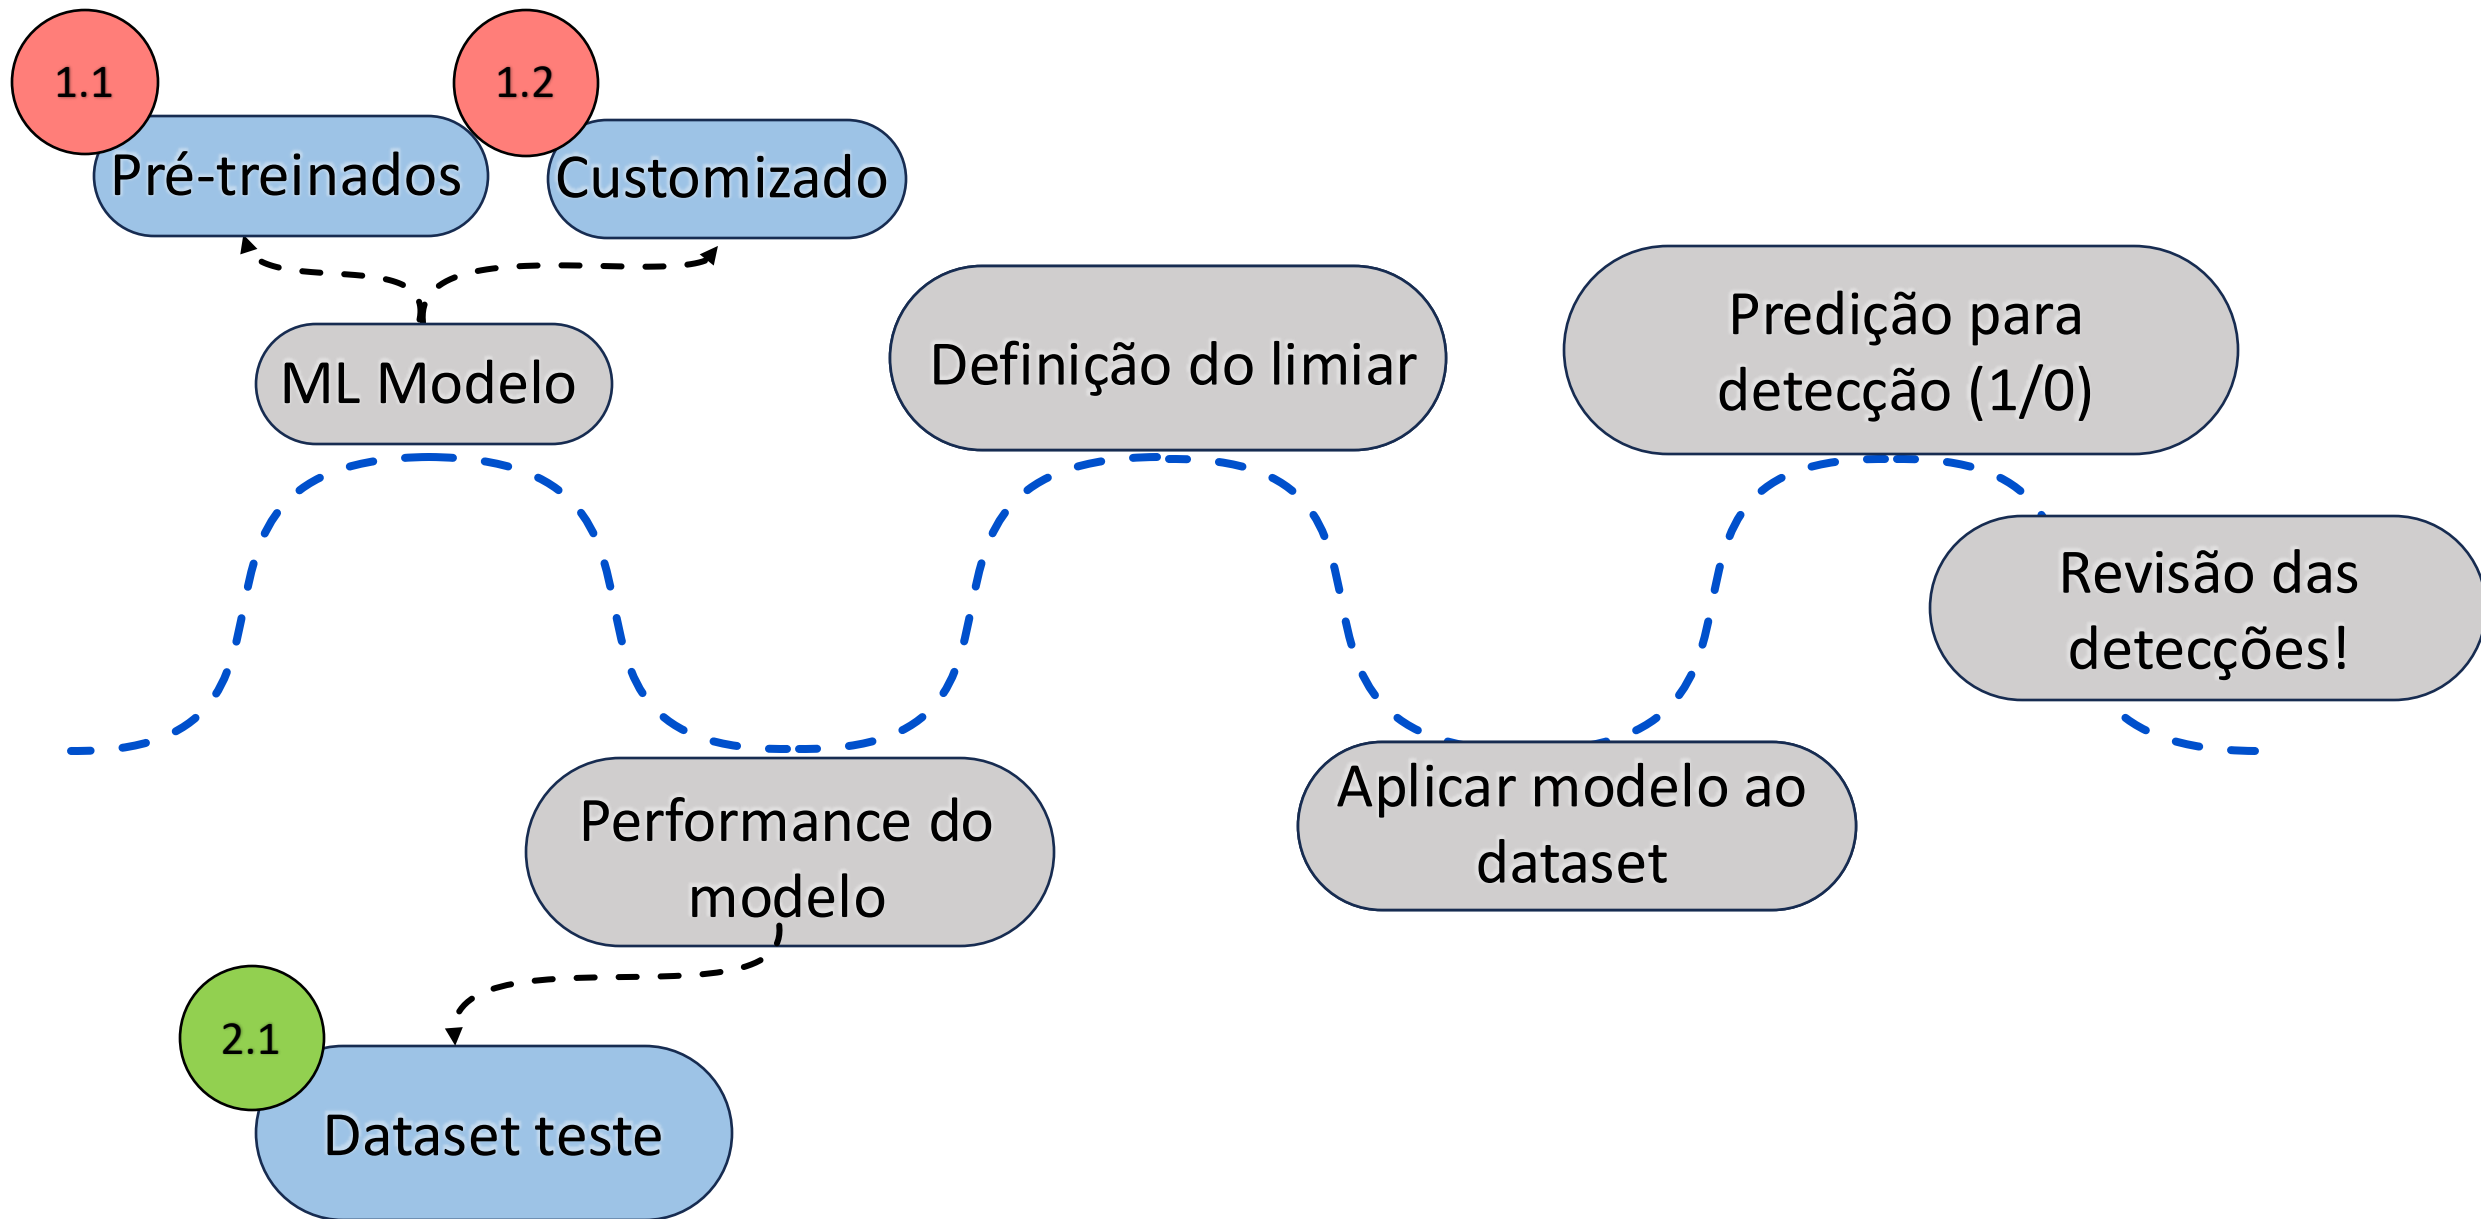 1.1
Pré-treinados
1.2
Customizado
ML Modelo
Performance do
modelo
2.1
Dataset teste
Definição do limiar
Aplicar modelo ao
dataset
Predição para
detecção (1/0)
Revisão das
detecções!